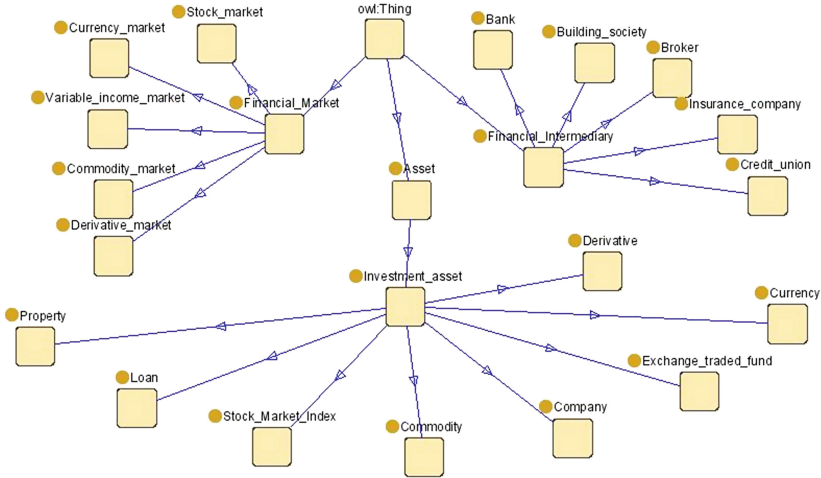 owl:Thing
Stock_market
Bank
Currency_market
Building_society
Broker
Variable_income_market
Financial_Market
Insurance_company
Financial_Intermediary
Commodity_market
Asset
Credit_union
Derivative_market
Derivative
Investment_asset
Currency
Property
Exchange_traded_fund
Loan
Company
Stock_Market_Index
Commodity